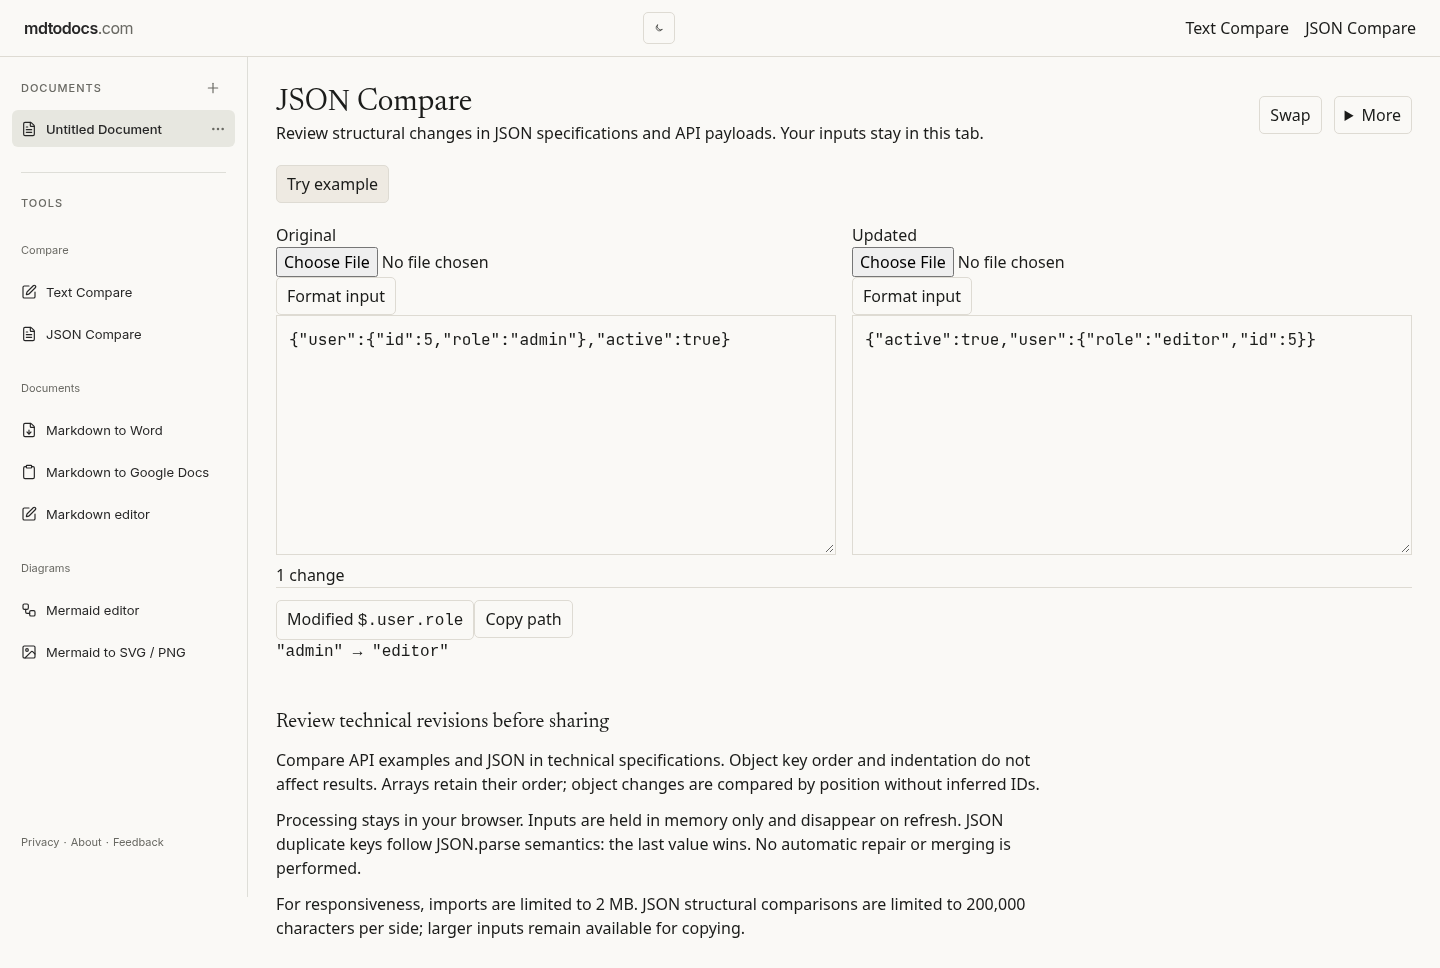 mdtodocs.com
Text Compare JSON Compare
DOCUMENTS
Untitled Document
TOOLS
Compare
Text Compare
JSON Compare
Documents
Markdown to Word
Markdown to Google Docs
Markdown editor
Diagrams
Mermaid editor
Mermaid to SVG / PNG
Privacy · About · Feedback
JSON Compare
Review structural changes in JSON specifications and API payloads. Your inputs stay in this tab.
Swap
▶ More
Try example
Original
Choose File No file chosen
Format input
{"user":{"id":5,"role":"admin"},"active":true}
Updated
Choose File No file chosen
Format input
{"active":true,"user":{"role":"editor","id":5}}
1 change
Modified $.user.role Copy path
"admin" → "editor"
Review technical revisions before sharing
Compare API examples and JSON in technical specifications. Object key order and indentation do not
affect results. Arrays retain their order; object changes are compared by position without inferred IDs.
Processing stays in your browser. Inputs are held in memory only and disappear on refresh. JSON
duplicate keys follow JSON.parse semantics: the last value wins. No automatic repair or merging is
performed.
For responsiveness, imports are limited to 2 MB. JSON structural comparisons are limited to 200,000
characters per side; larger inputs remain available for copying.